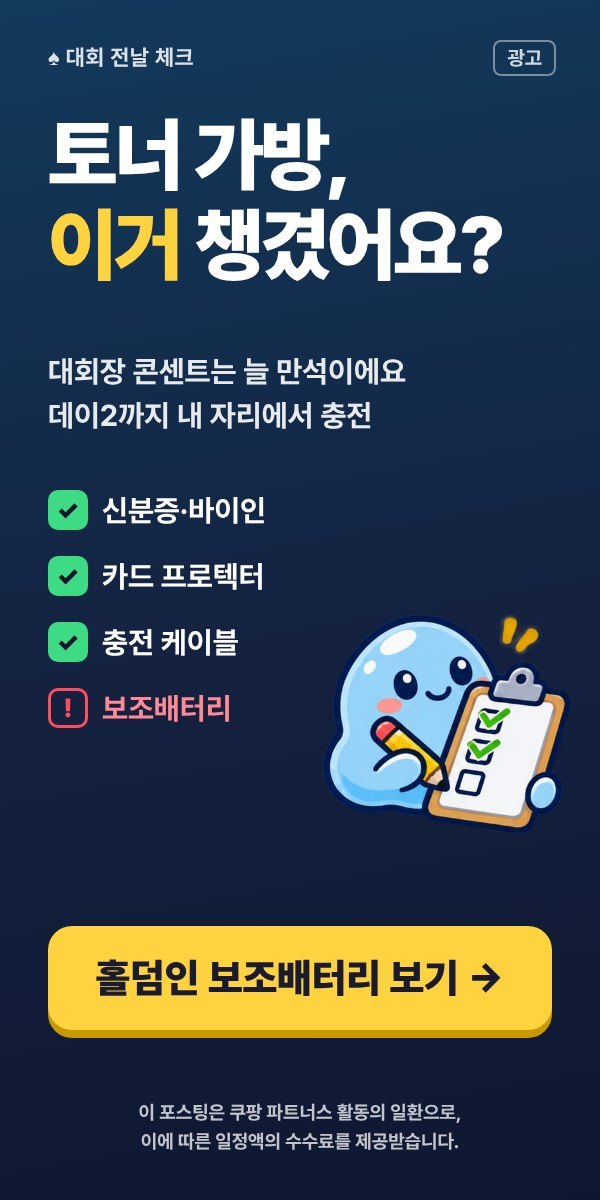 ♠ 대회 전날 체크
광고
토너 가방,
이거 챙겼어요?
대회장 콘센트는 늘 만석이에요
데이2까지 내 자리에서 충전
신분증·바이인
카드 프로텍터
충전 케이블
보조배터리
홀덤인 보조배터리 보기 →
이 포스팅은 쿠팡 파트너스 활동의 일환으로,
이에 따른 일정액의 수수료를 제공받습니다.